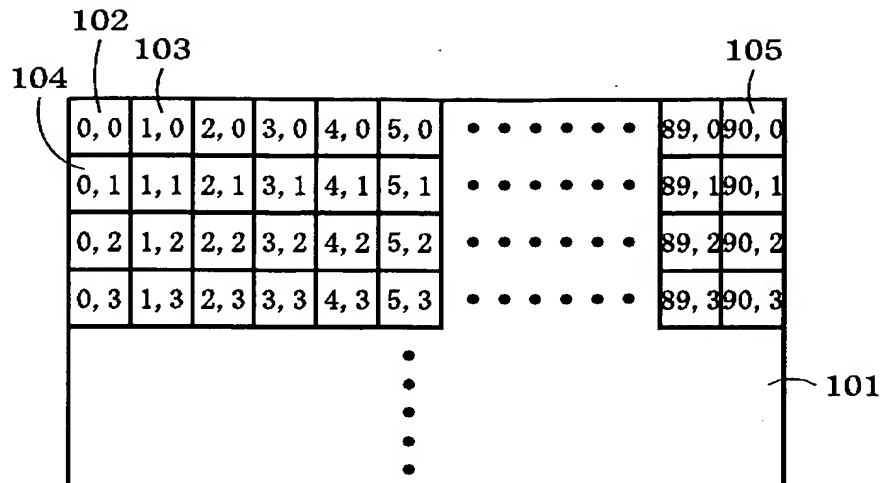 102
103
105
104
0, 0 1, 0 2, 0 3, 0 4, 0 5, 0 • • • • • • 89, 0 90, 0
0, 1 1, 1 2, 1 3, 1 4, 1 5, 1 • • • • • • 89, 1 90, 1
0, 2 1, 2 2, 2 3, 2 4, 2 5, 2 • • • • • • 89, 2 90, 2
0, 3 1, 3 2, 3 3, 3 4, 3 5, 3 • • • • • • 89, 3 90, 3
101